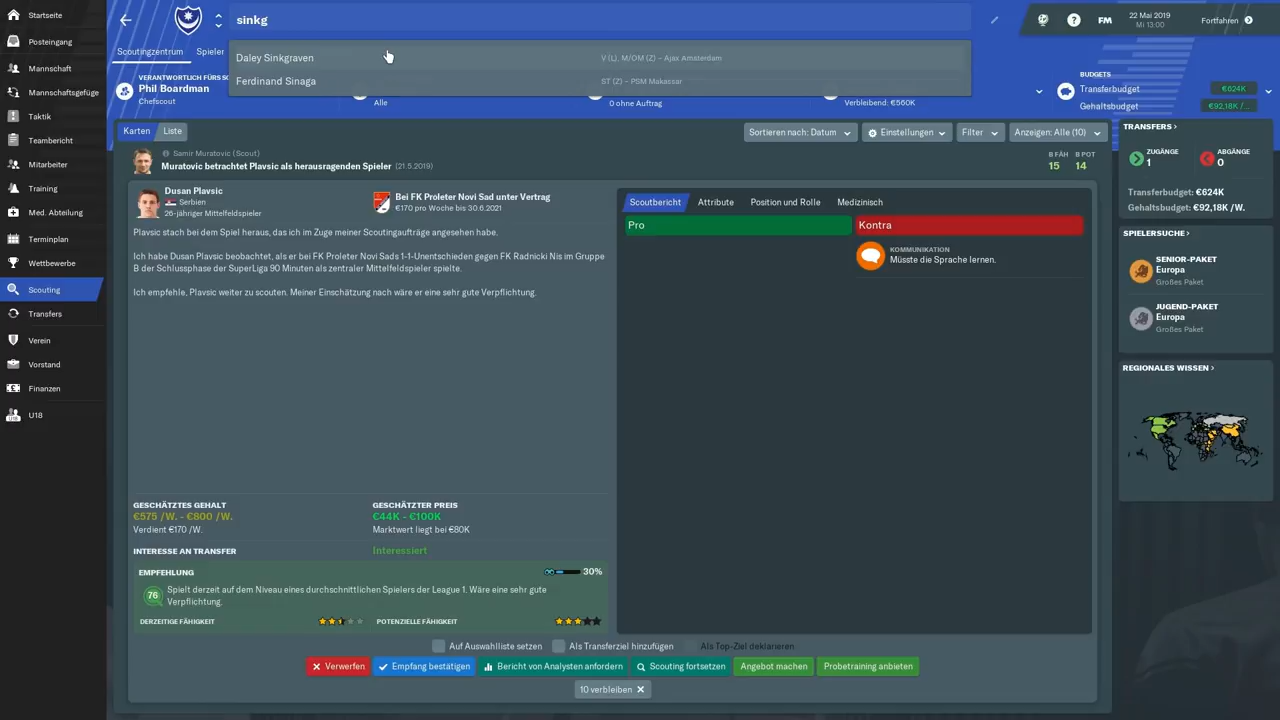 sinkg
22 Mai 2019
Mi 13:00
FM
Fortfahren
Scoutingzentrum
Spieler
Daley Sinkgraven
V (L), M/OM (Z) – Ajax Amsterdam
Ferdinand Sinaga
ST (Z) – PSM Makassar
VERANTWORTLICH FÜRS SC
Phil Boardman
Chefscout
Alle
0 ohne Auftrag
Verbleibend: €560K
BUDGETS
Transferbudget
€624K
Gehaltsbudget
€92,18K /...
Startseite
Posteingang
Mannschaft
Mannschaftsgefüge
Taktik
Teambericht
Mitarbeiter
Training
Med. Abteilung
Terminplan
Wettbewerbe
Scouting
Transfers
Verein
Vorstand
Finanzen
U18
Karten
Liste
Sortieren nach: Datum
Einstellungen
Filter
Anzeigen: Alle (10)
Samir Muratovic (Scout)
Muratovic betrachtet Plavsic als herausragenden Spieler (21.5.2019)
B FÄH
15
B POT
14
Dusan Plavsic
Serbien
26-jähriger Mittelfeldspieler
Bei FK Proleter Novi Sad unter Vertrag
€170 pro Woche bis 30.6.2021
Plavsic stach bei dem Spiel heraus, das ich im Zuge meiner Scoutingaufträge angesehen habe.
Ich habe Dusan Plavsic beobachtet, als er bei FK Proleter Novi Sads 1-1-Unentschieden gegen FK Radnicki Nis im Gruppe
B der Schlussphase der SuperLiga 90 Minuten als zentraler Mittelfeldspieler spielte.
Ich empfehle, Plavsic weiter zu scouten. Meiner Einschätzung nach wäre er eine sehr gute Verpflichtung.
GESCHÄTZTES GEHALT
€575 /W. - €800 /W.
Verdient €170 /W.
GESCHÄTZTER PREIS
€44K - €100K
Marktwert liegt bei €80K
INTERESSE AN TRANSFER
Interessiert
EMPFEHLUNG
30%
76
Spielt derzeit auf dem Niveau eines durchschnittlichen Spielers der League 1. Wäre eine sehr gute
Verpflichtung.
DERZEITIGE FÄHIGKEIT
POTENZIELLE FÄHIGKEIT
Scoutbericht
Attribute
Position und Rolle
Medizinisch
Pro
Kontra
KOMMUNIKATION
Müsste die Sprache lernen.
Auf Auswahlliste setzen
Als Transferziel hinzufügen
Als Top-Ziel deklarieren
Verwerfen
Empfang bestätigen
Bericht von Analysten anfordern
Scouting fortsetzen
Angebot machen
Probetraining anbieten
10 verbleiben
TRANSFERS
ZUGÄNGE
1
ABGÄNGE
0
Transferbudget: €624K
Gehaltsbudget: €92,18K /W.
SPIELERSUCHE
SENIOR-PAKET
Europa
Großes Paket
JUGEND-PAKET
Europa
Großes Paket
REGIONALES WISSEN